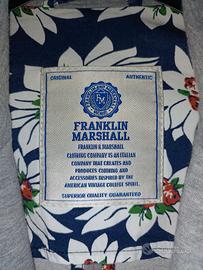 ORIGINAL AUTHENTIC
FM
FRANKLIN
MARSHALL
FRANKLIN & MARSHALL
CLOTHING COMPANY IS AN ITALIAN
COMPANY THAT CREATES AND
PRODUCES CLOTHING AND
ACCESSORIES INSPIRED BY THE
AMERICAN VINTAGE COLLEGE SPIRIT.
SUPERIOR QUALITY GUARANTEED